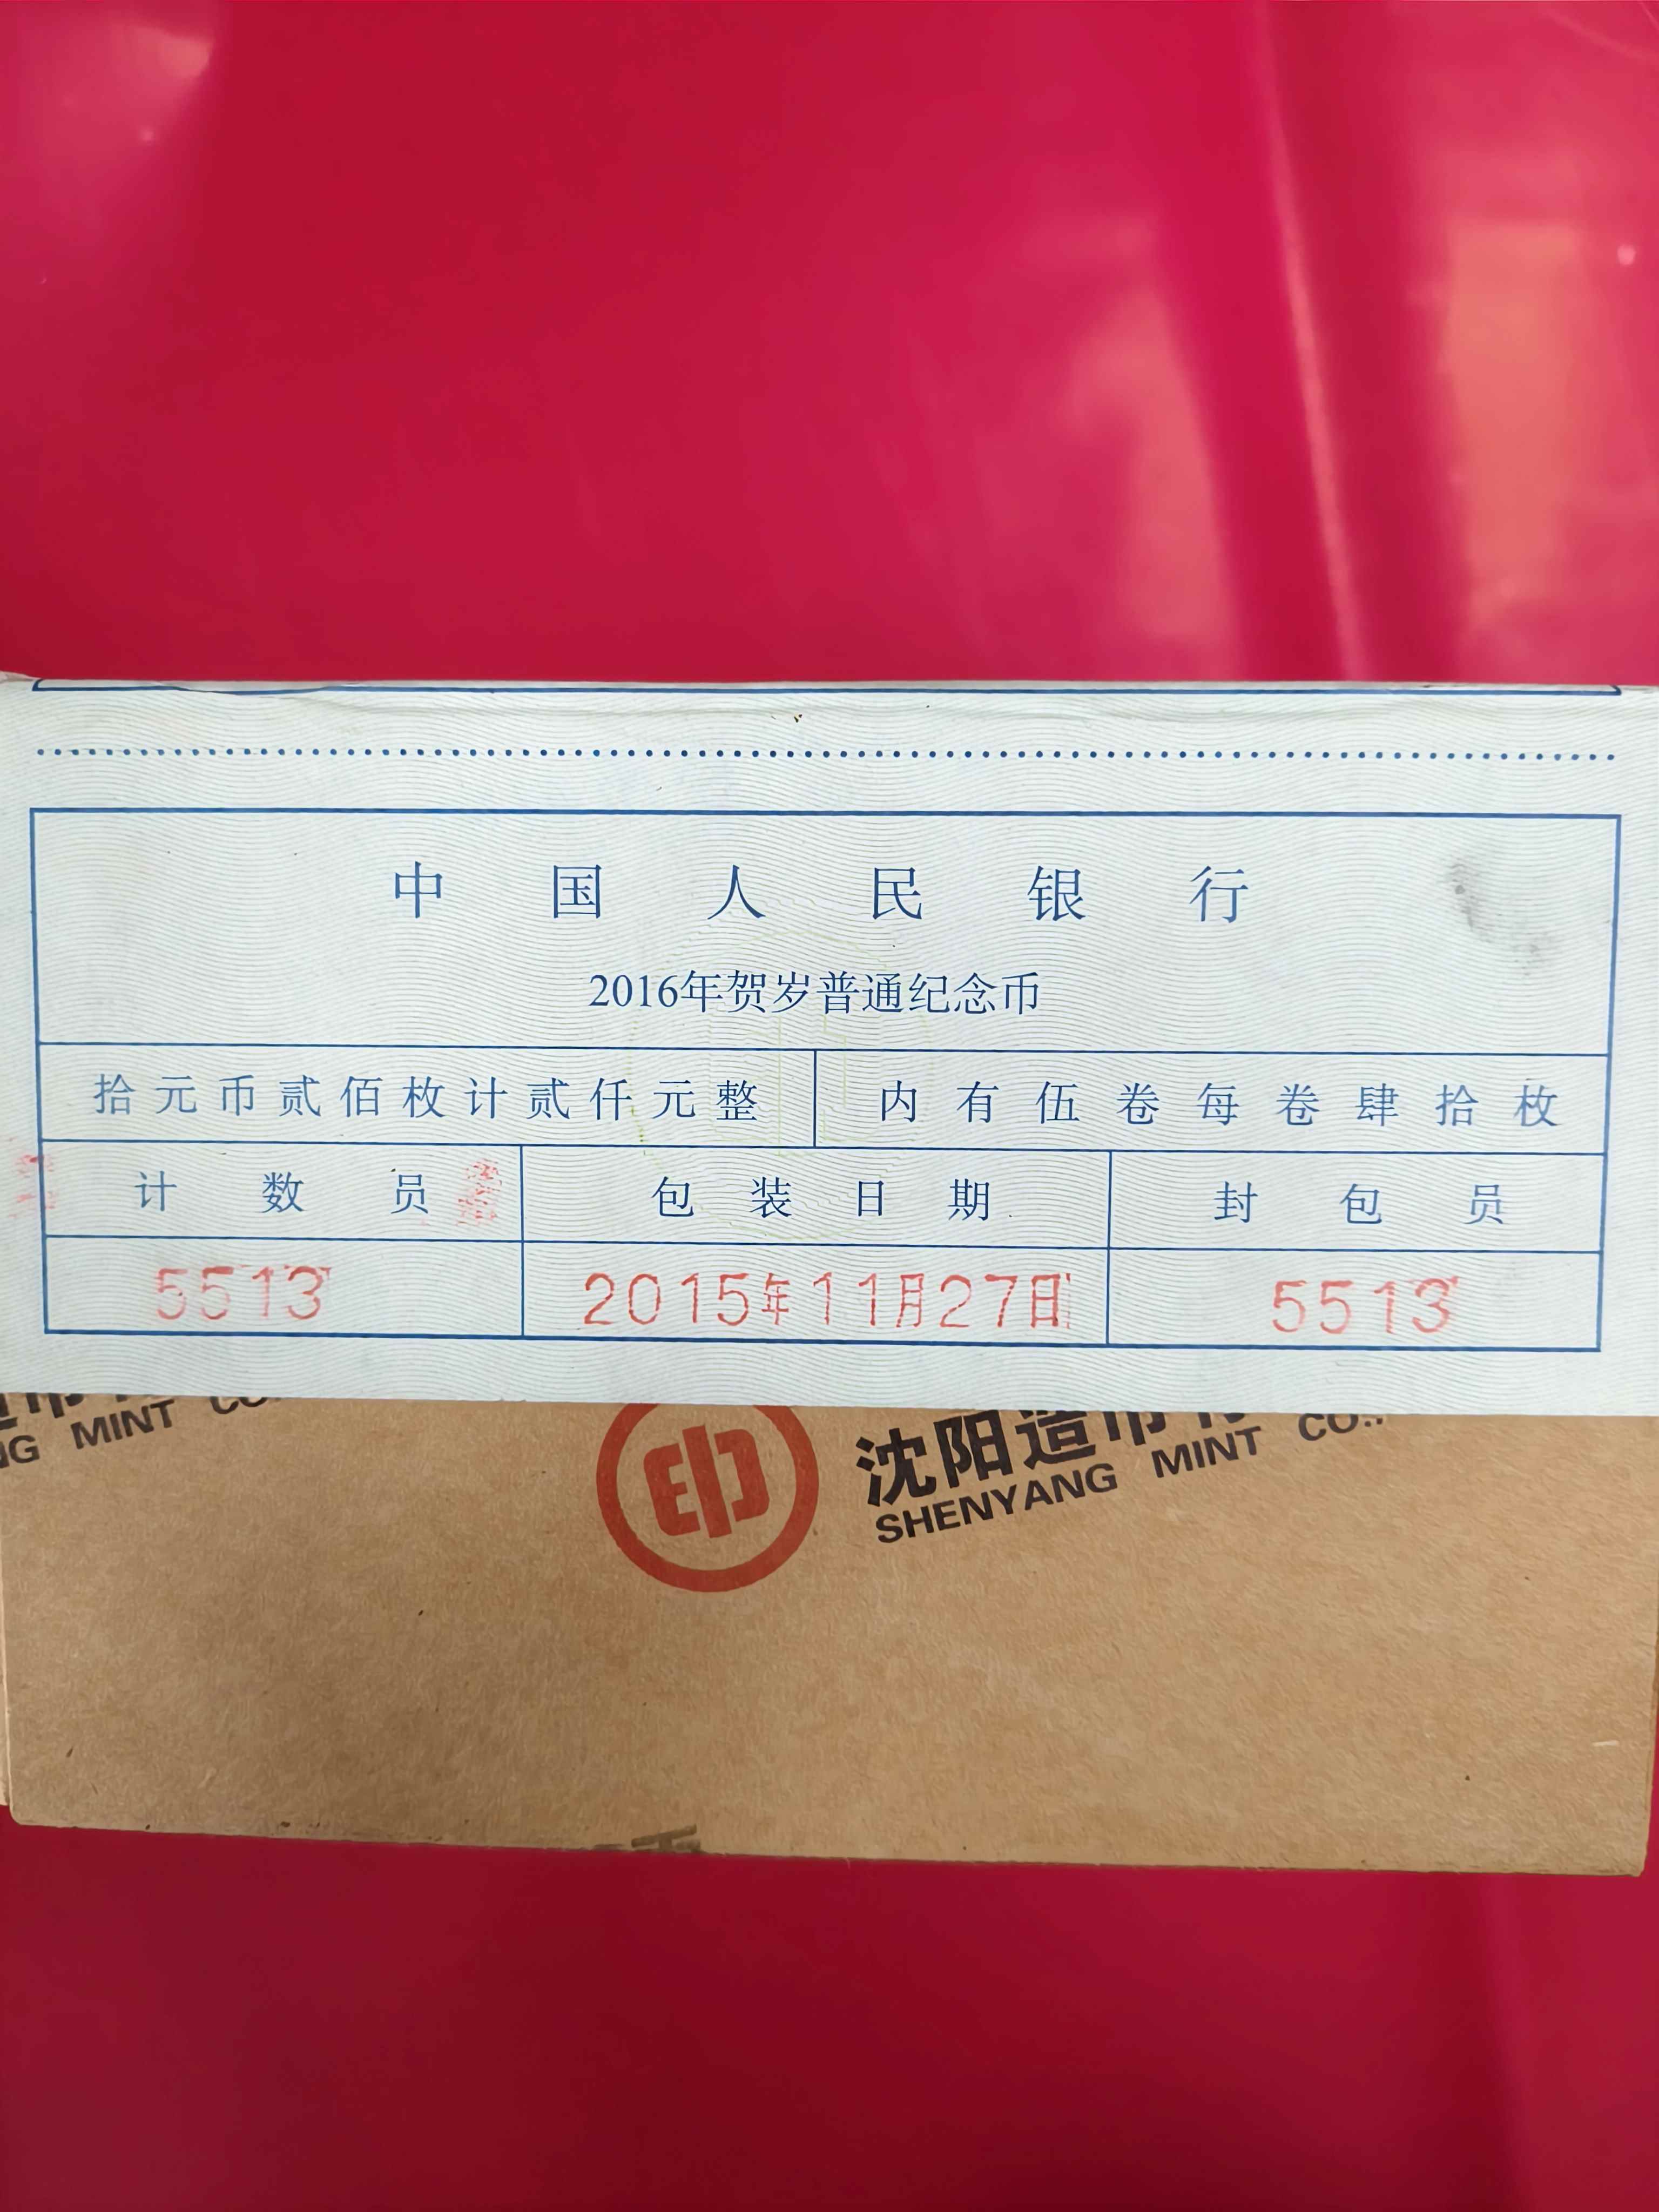 中国人民银行
2016年贺岁普通纪念币
拾元币贰佰枚计贰仟元整 内有伍卷每卷肆拾枚
计数员 包装日期 封包员
5513 2015年11月27日 5513
MINT 沈阳造币
SHENYANG MINT CO.,